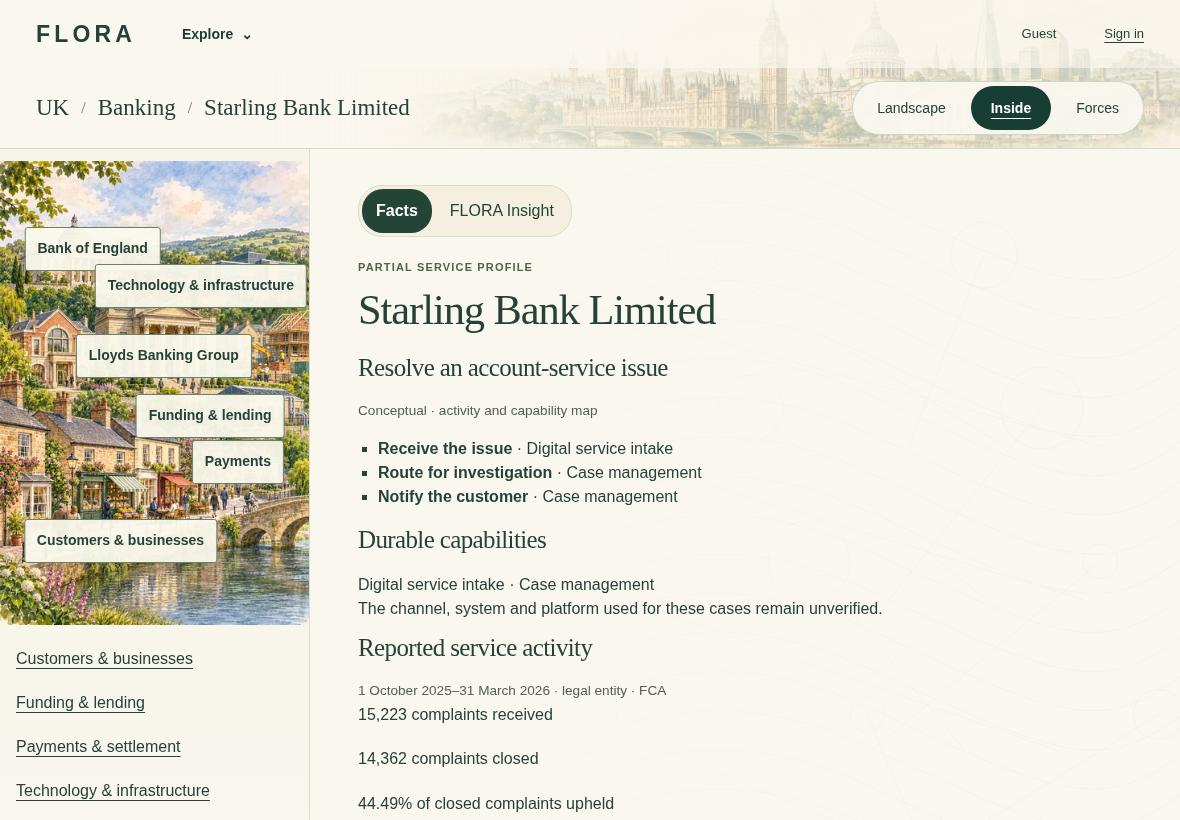 FLORA
Explore
Guest
Sign in
UK / Banking / Starling Bank Limited
Landscape
Inside
Forces
Bank of England
Technology & infrastructure
Lloyds Banking Group
Funding & lending
Payments
Customers & businesses
Customers & businesses
Funding & lending
Payments & settlement
Technology & infrastructure
Facts
FLORA Insight
PARTIAL SERVICE PROFILE
Starling Bank Limited
Resolve an account-service issue
Conceptual · activity and capability map
Receive the issue · Digital service intake
Route for investigation · Case management
Notify the customer · Case management
Durable capabilities
Digital service intake · Case management
The channel, system and platform used for these cases remain unverified.
Reported service activity
1 October 2025–31 March 2026 · legal entity · FCA
15,223 complaints received
14,362 complaints closed
44.49% of closed complaints upheld